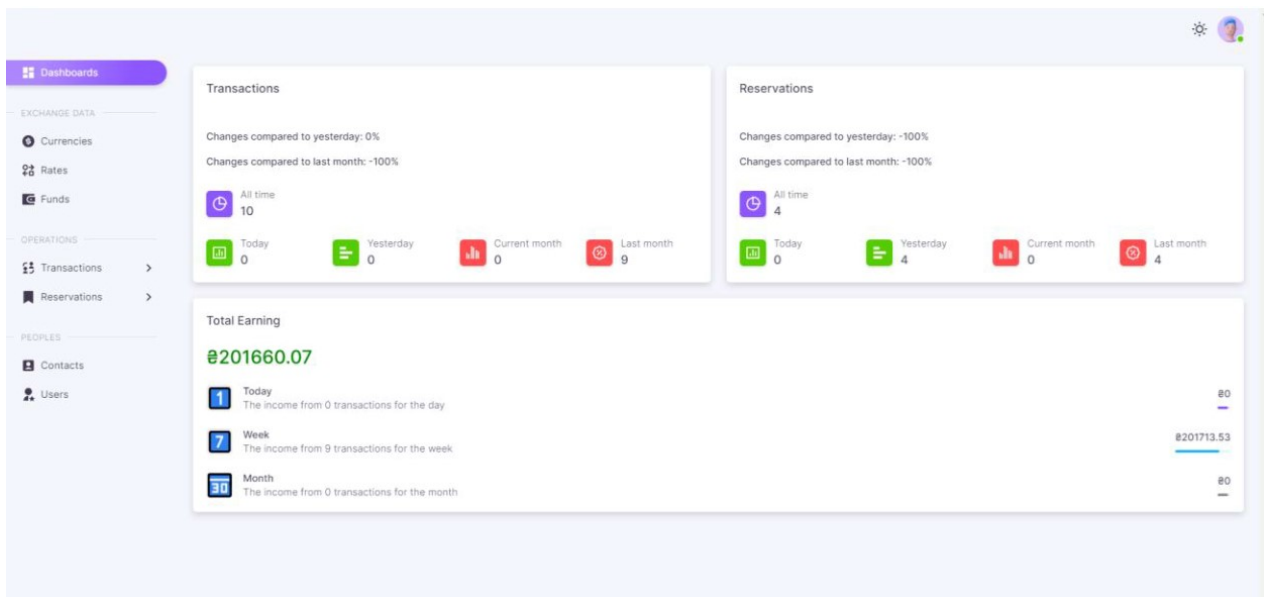 Dashboards
EXCHANGE DATA
Currencies
Rates
Funds
OPERATIONS
Transactions
Reservations
PEOPLES
Contacts
Users
Transactions
Changes compared to yesterday: 0%
Changes compared to last month: -100%
All time
10
Today
0
Yesterday
0
Current month
0
Last month
9
Reservations
Changes compared to yesterday: -100%
Changes compared to last month: -100%
All time
4
Today
0
Yesterday
4
Current month
0
Last month
4
Total Earning
₴201660.07
1
Today
The income from 0 transactions for the day
₴0
7
Week
The income from 9 transactions for the week
₴201713.53
30
Month
The income from 0 transactions for the month
₴0